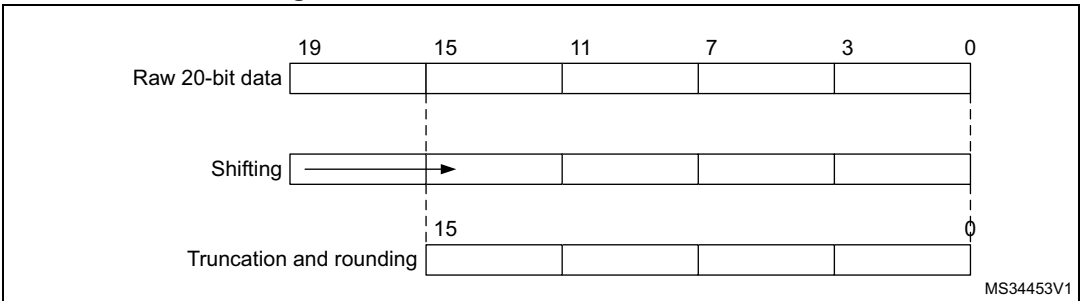 19 15 11 7 3 0
Raw 20-bit data
Shifting
15 0
Truncation and rounding
MS34453V1